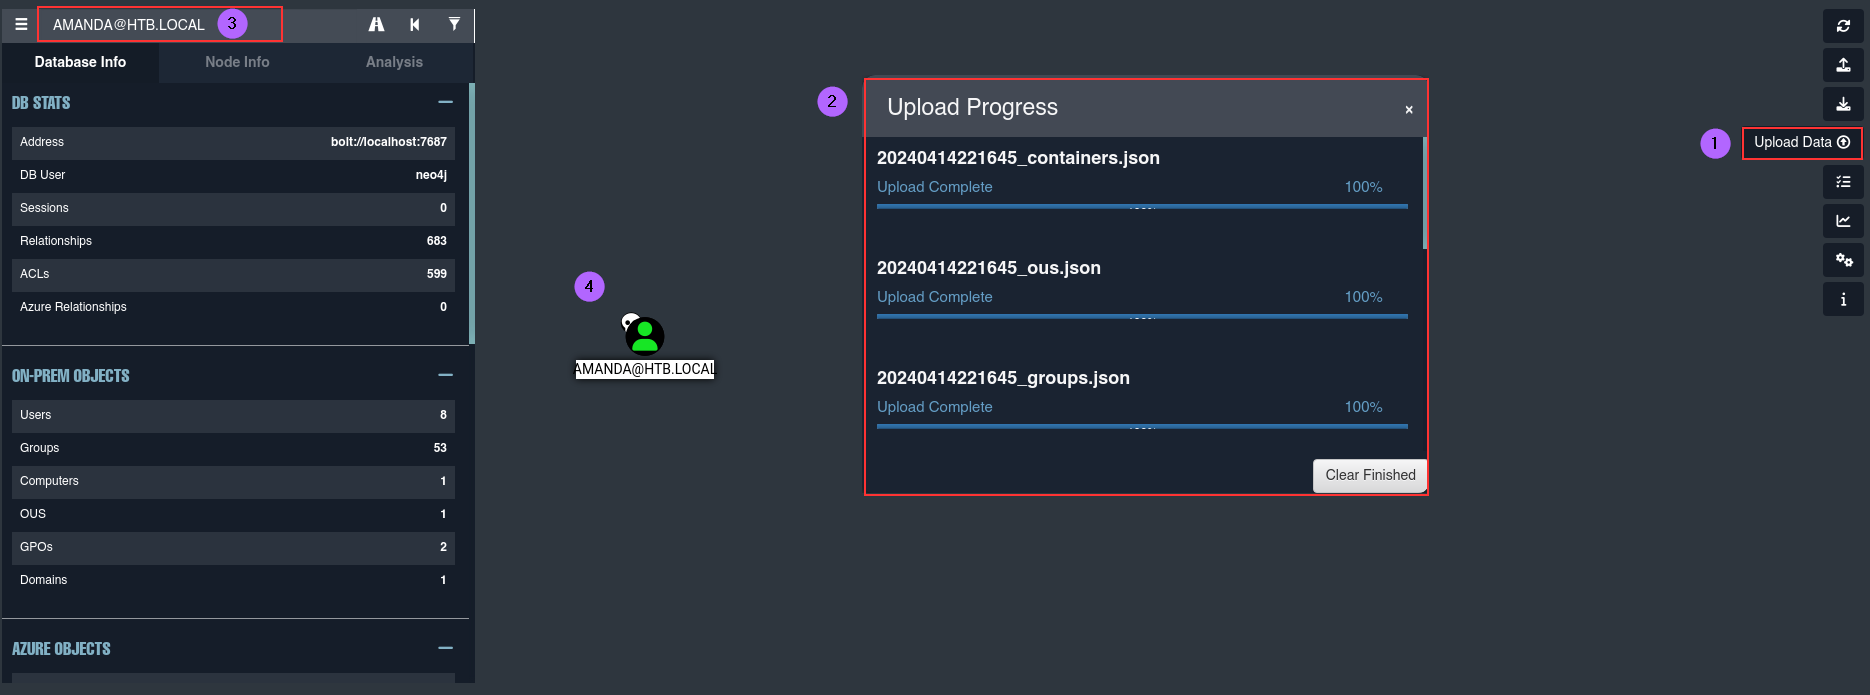 AMANDA@HTB.LOCAL 3
Database Info Node Info Analysis
DB STATS
Address bolt://localhost:7687
DB User neo4j
Sessions 0
Relationships 683
ACLs 599
Azure Relationships 0
ON-PREM OBJECTS
Users 8
Groups 53
Computers 1
OUS 1
GPOs 2
Domains 1
AZURE OBJECTS
4
AMANDA@HTB.LOCAL
2
Upload Progress ×
20240414221645_containers.json
Upload Complete 100%
20240414221645_ous.json
Upload Complete 100%
20240414221645_groups.json
Upload Complete 100%
Clear Finished
1
Upload Data